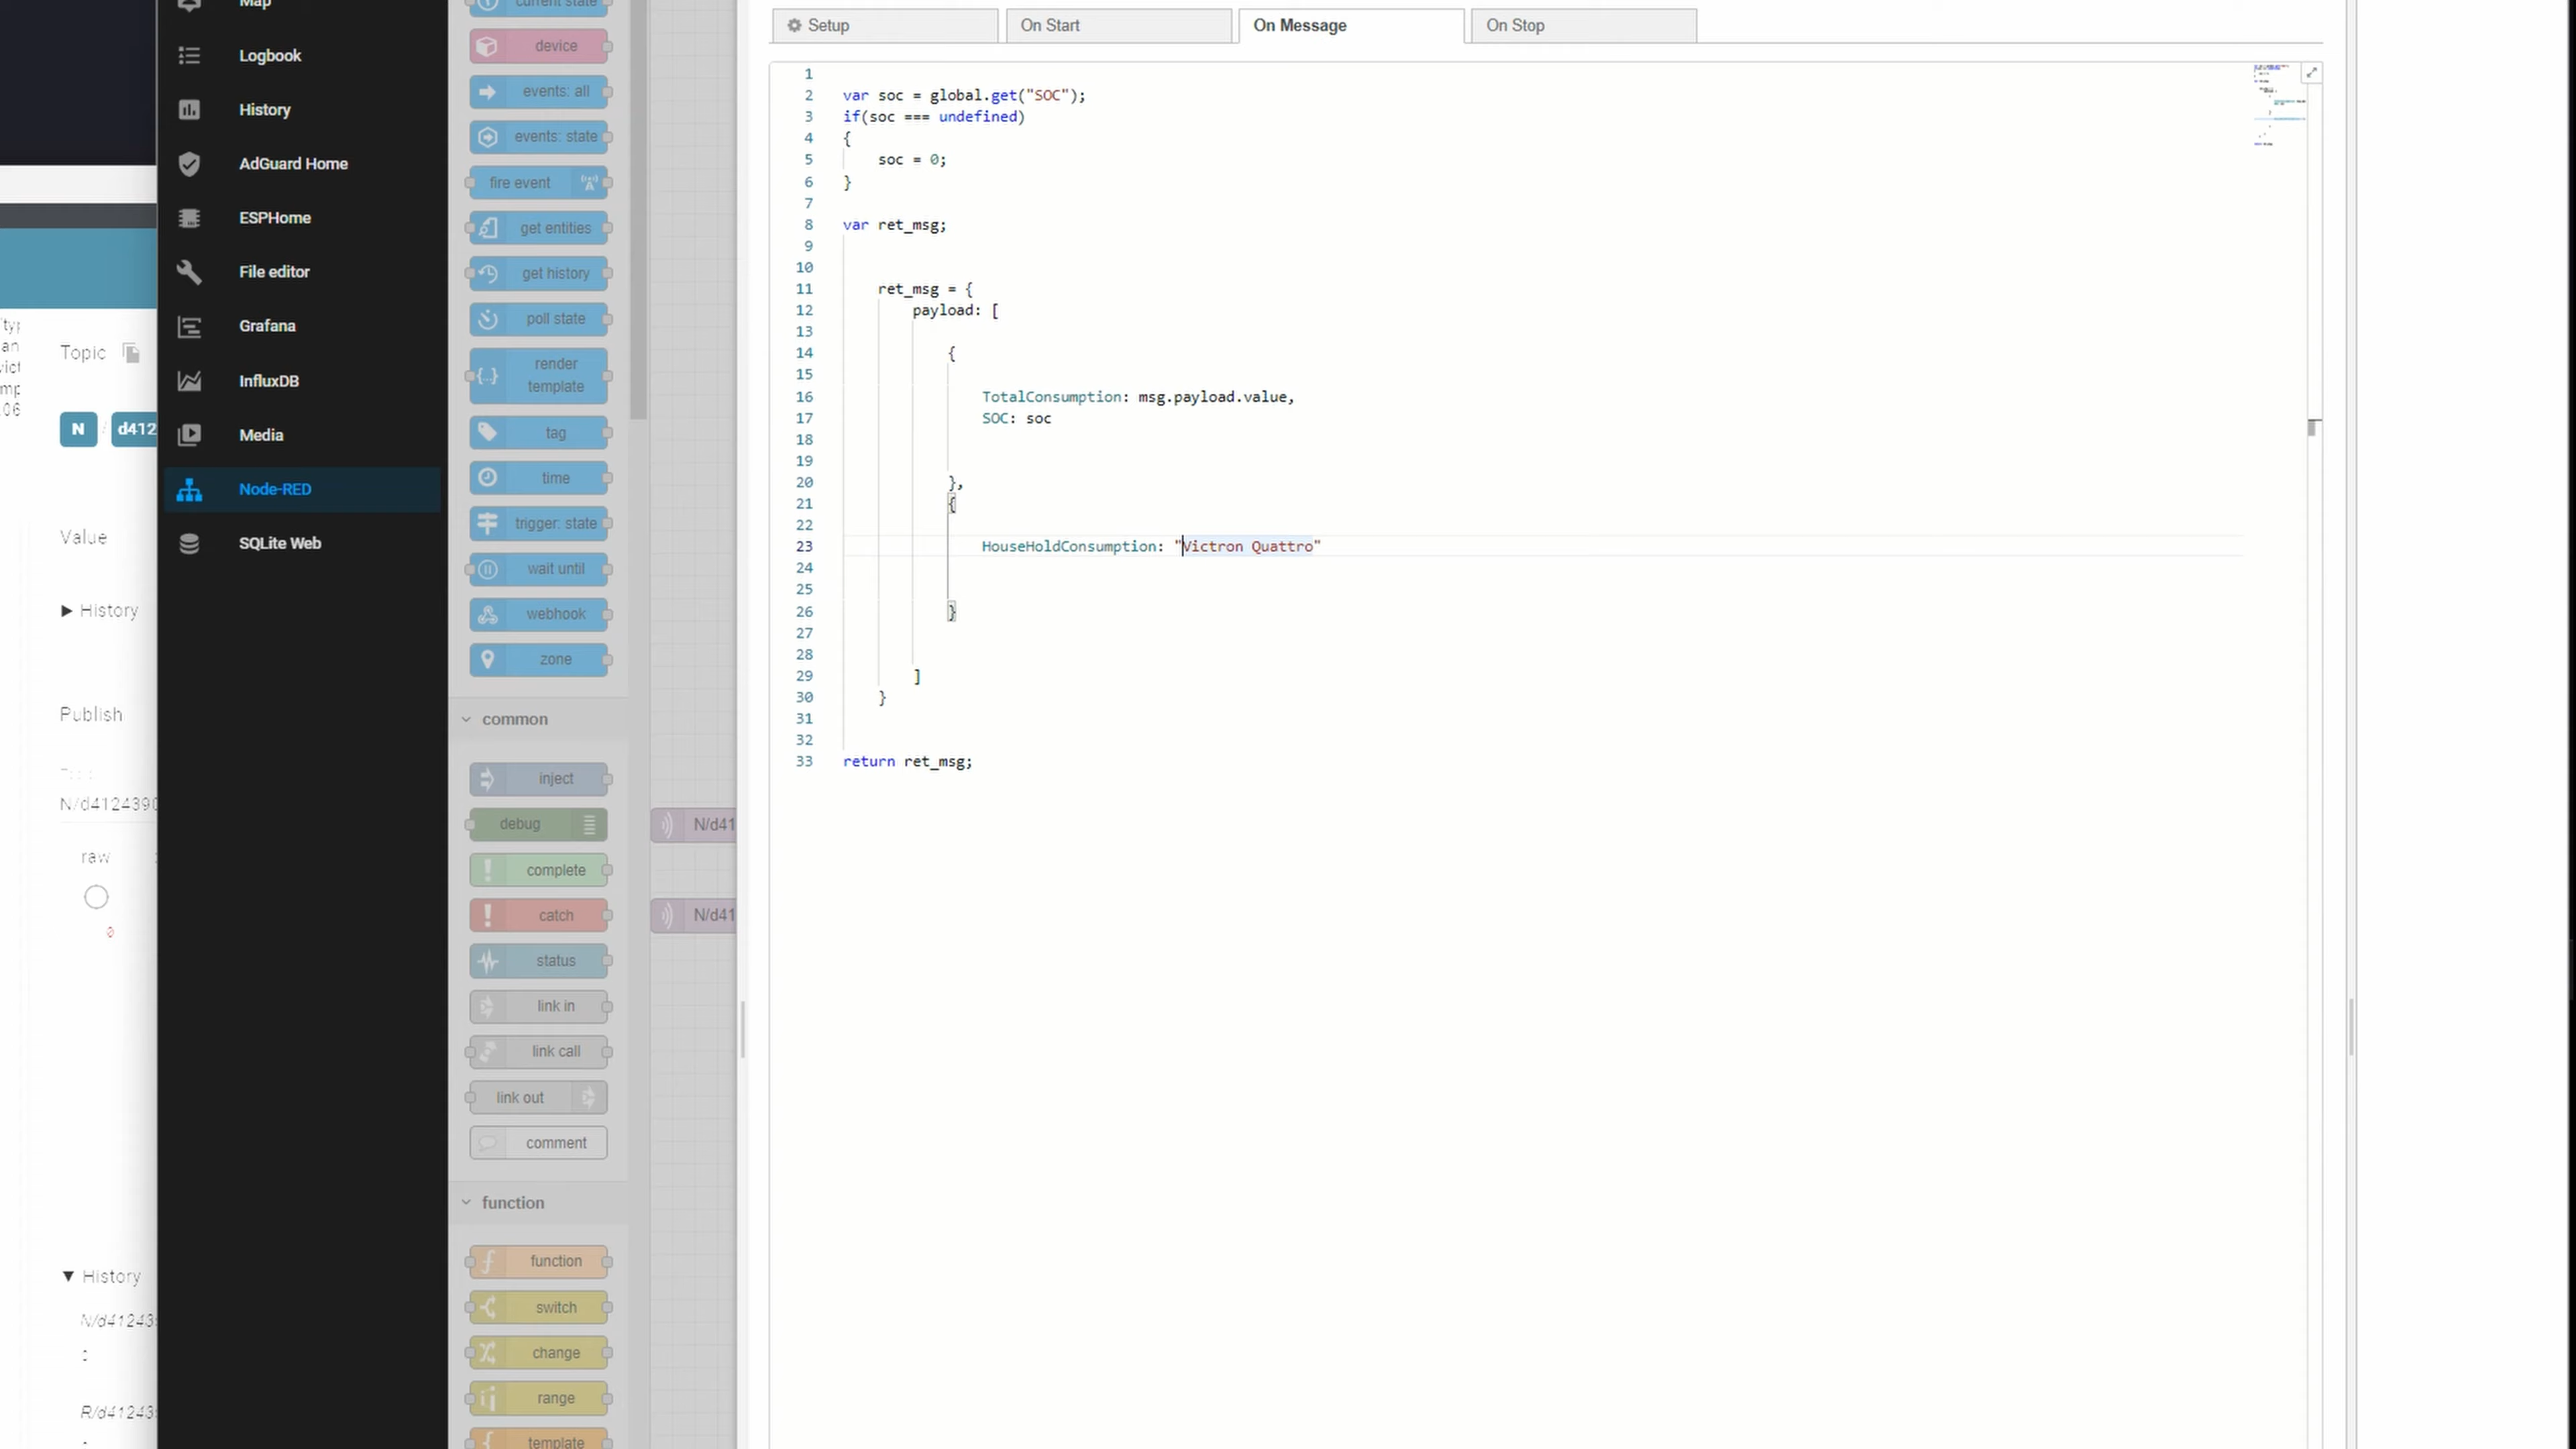 Map
Logbook
History
AdGuard Home
ESPHome
File editor
Grafana
InfluxDB
Media
Node-RED
SQLite Web
Topic
N / d412
Value
History
Publish
N/d4124390
raw
0
History
N/d41243
:
R/d41243
current state
device
events: all
events: state
fire event
get entities
get history
poll state
render
template
tag
time
trigger: state
wait until
webhook
zone
common
inject
debug
complete
catch
status
link in
link call
link out
comment
function
function
switch
change
range
template
N/d41
N/d41
Setup
On Start
On Message
On Stop
1
2 var soc = global.get("SOC");
3 if(soc === undefined)
4 {
5 soc = 0;
6 }
7
8 var ret_msg;
9
10
11 ret_msg = {
12 payload: [
13
14 {
15
16 TotalConsumption: msg.payload.value,
17 SOC: soc
18
19
20 },
21 {
22
23 HouseHoldConsumption: "Victron Quattro"
24
25
26 }
27
28
29 ]
30 }
31
32
33 return ret_msg;